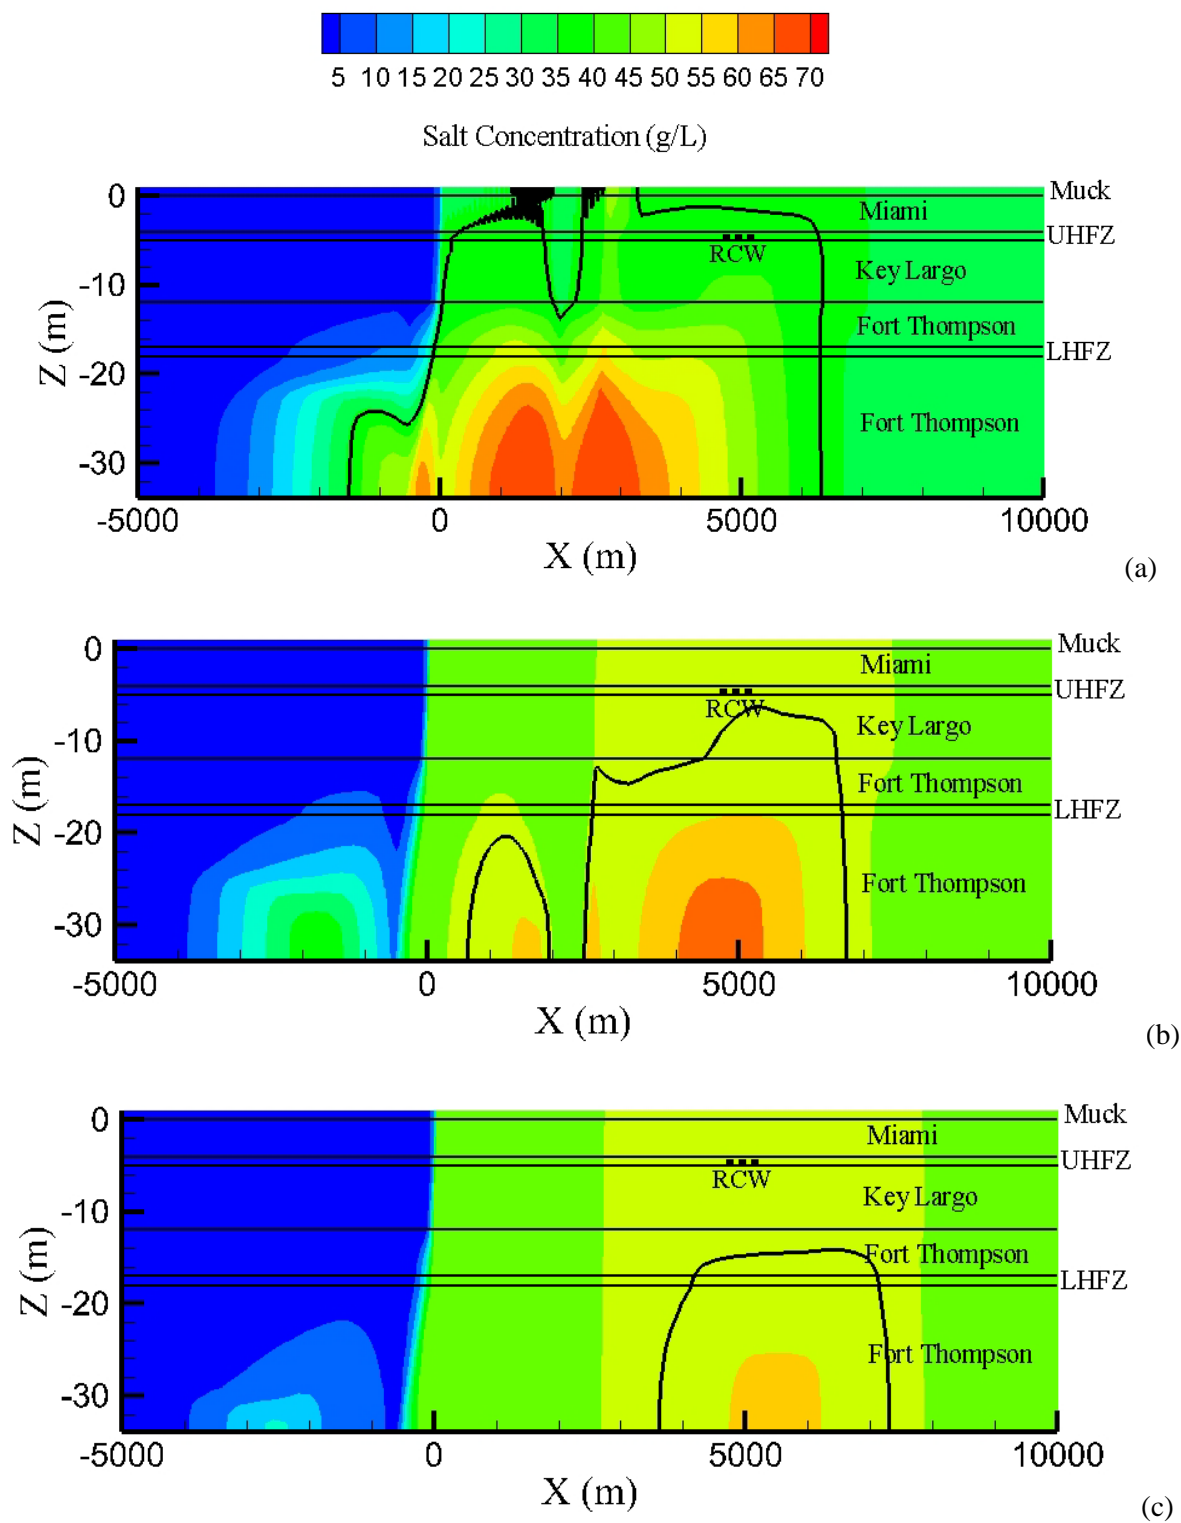 5 10 15 20 25 30 35 40 45 50 55 60 65 70
Salt Concentration (g/L)
0
-10
-20
-30
Z (m)
Muck
Miami
UHFZ
RCW
Key Largo
Fort Thompson
LHFZ
Fort Thompson
-5000 0 5000 10000
X (m)
(a)
0
-10
-20
-30
Z (m)
Muck
Miami
UHFZ
RCW
Key Largo
Fort Thompson
LHFZ
Fort Thompson
-5000 0 5000 10000
X (m)
(b)
0
-10
-20
-30
Z (m)
Muck
Miami
UHFZ
RCW
Key Largo
Fort Thompson
LHFZ
Fort Thompson
-5000 0 5000 10000
X (m)
(c)